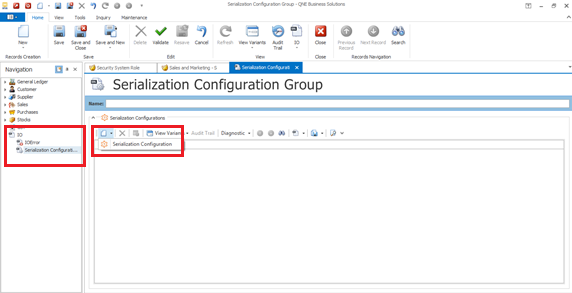 Serialization Configuration Group - QNE Business Solutions
Home View Tools Inquiry Maintenance
New Save Save and Close Save and New Delete Validate Cancel Refresh View Variants Audit Trail IO Close Previous Record Next Record Search
Records Creation Save Edit View Close Records Navigation
Navigation
General Ledger
Customer
Supplier
Sales
Purchases
Stocks
IO
IOError
Serialization Configurati...
Security System Role Sales and Marketing - S Serialization Configurat
Serialization Configuration Group
Name:
Serialization Configurations
View Variants Audit Trail Diagnostic
Serialization Configuration